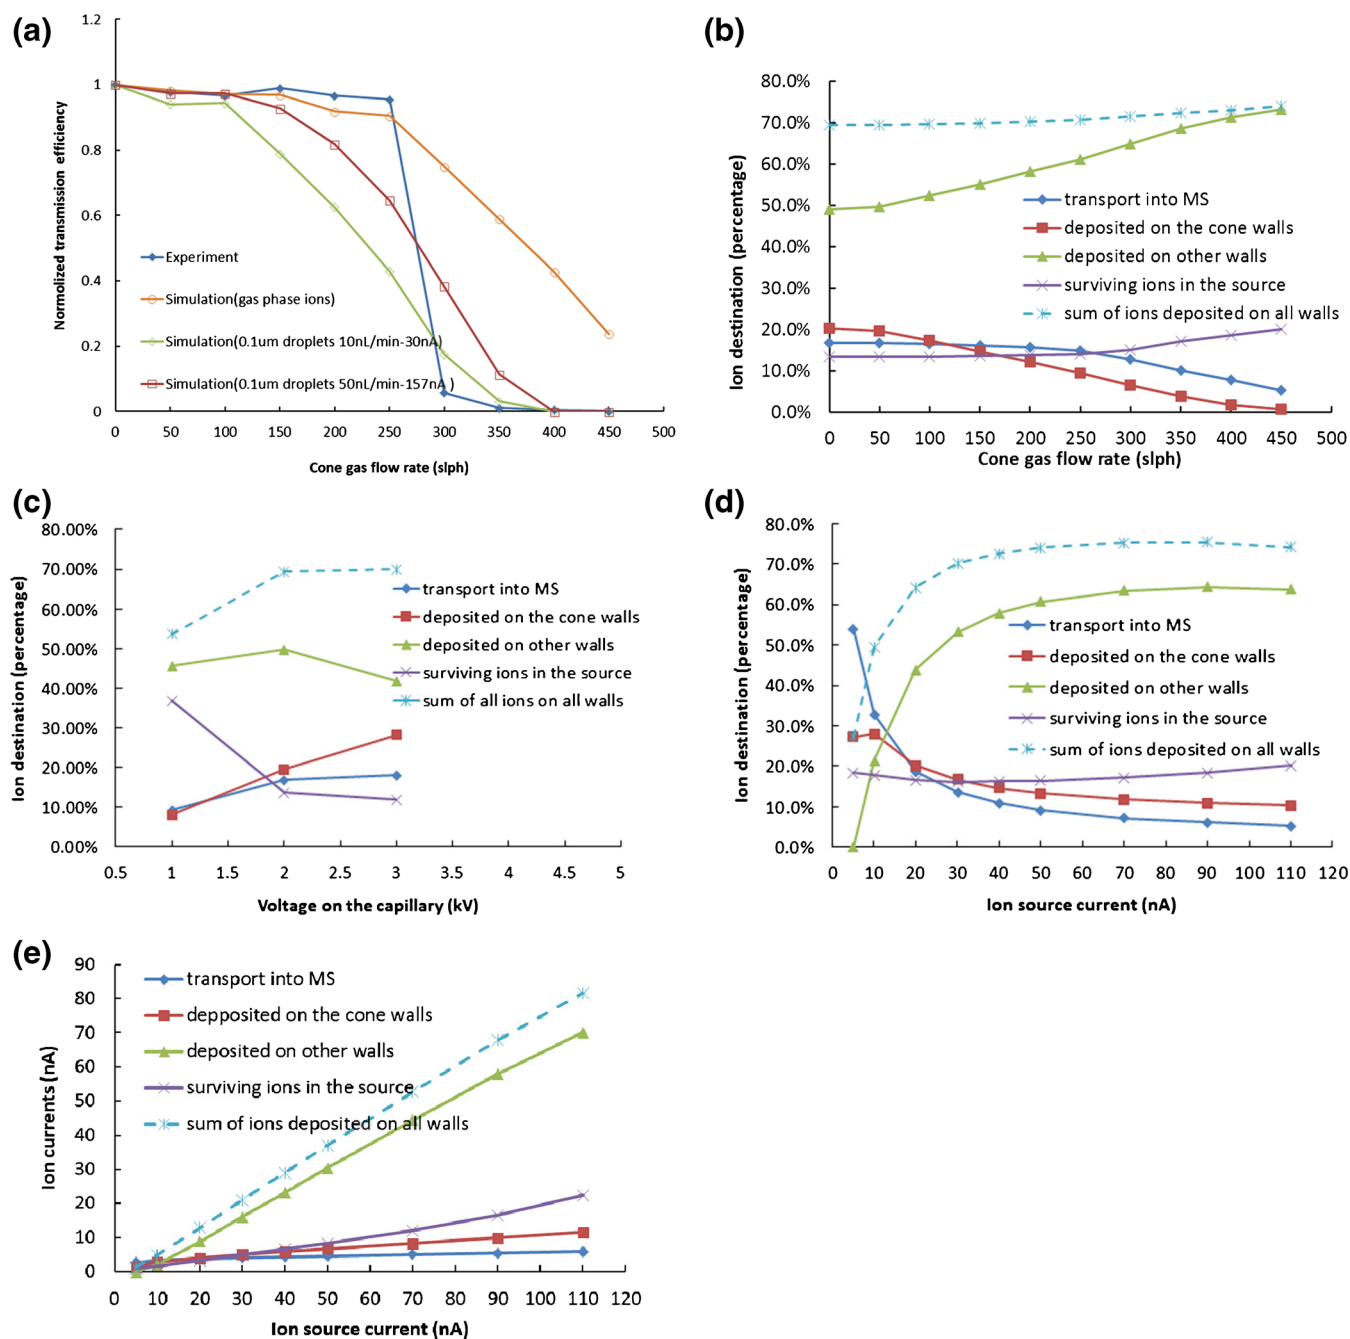 (a)
1.2
1
0.8
0.6
0.4
0.2
0
Normolized transmission efficiency
Experiment
Simulation(gas phase ions)
Simulation(0.1um droplets 10nL/min-30nA)
Simulation(0.1um droplets 50nL/min-157nA )
0 50 100 150 200 250 300 350 400 450 500
Cone gas flow rate (slph)
(b)
80.0%
70.0%
60.0%
50.0%
40.0%
30.0%
20.0%
10.0%
0.0%
Ion destination (percentage)
transport into MS
deposited on the cone walls
deposited on other walls
surviving ions in the source
sum of ions deposited on all walls
0 50 100 150 200 250 300 350 400 450 500
Cone gas flow rate (slph)
(c)
80.00%
70.00%
60.00%
50.00%
40.00%
30.00%
20.00%
10.00%
0.00%
Ion destination (percentage)
transport into MS
deposited on the cone walls
deposited on other walls
surviving ions in the source
sum of all ions on all walls
0.5 1 1.5 2 2.5 3 3.5 4 4.5 5
Voltage on the capillary (kV)
(d)
80.0%
70.0%
60.0%
50.0%
40.0%
30.0%
20.0%
10.0%
0.0%
Ion destination (percentage)
transport into MS
deposited on the cone walls
deposited on other walls
surviving ions in the source
sum of ions deposited on all walls
0 10 20 30 40 50 60 70 80 90 100 110 120
Ion source current (nA)
(e)
90
80
70
60
50
40
30
20
10
0
Ion currents (nA)
transport into MS
depposited on the cone walls
deposited on other walls
surviving ions in the source
sum of ions deposited on all walls
0 10 20 30 40 50 60 70 80 90 100 110 120
Ion source current (nA)